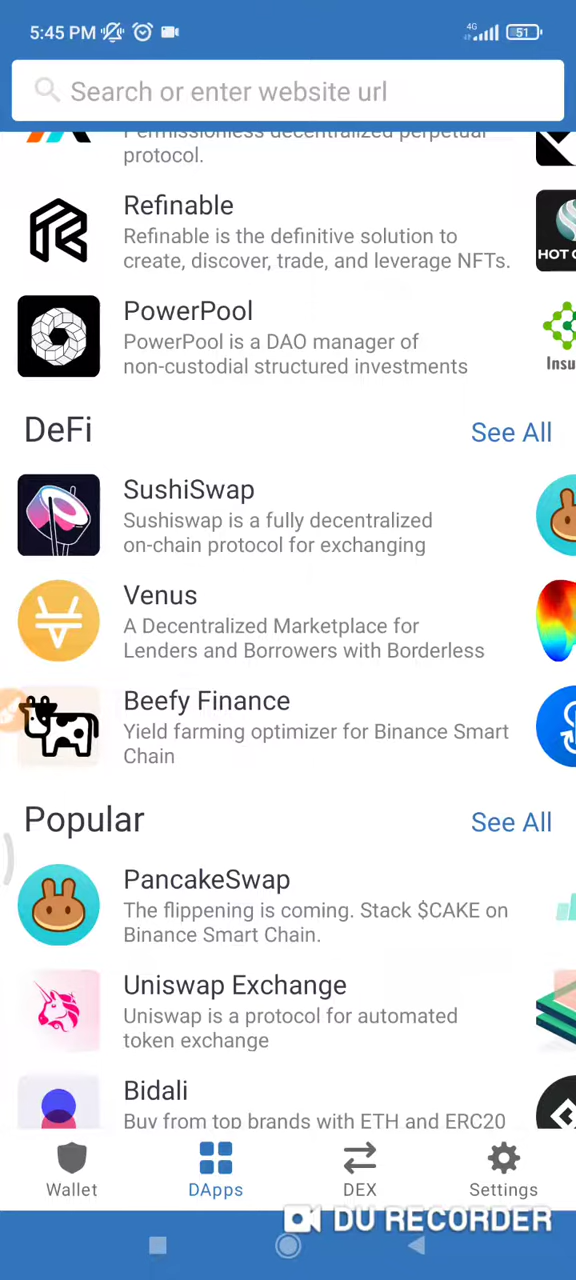 5:45 PM
4G
51
Search or enter website url
Permissionless decentralized perpetual
protocol.
Refinable
Refinable is the definitive solution to
create, discover, trade, and leverage NFTs.
HOT
PowerPool
PowerPool is a DAO manager of
non-custodial structured investments
Insu
DeFi
See All
SushiSwap
Sushiswap is a fully decentralized
on-chain protocol for exchanging
Venus
A Decentralized Marketplace for
Lenders and Borrowers with Borderless
Beefy Finance
Yield farming optimizer for Binance Smart
Chain
Popular
See All
PancakeSwap
The flippening is coming. Stack $CAKE on
Binance Smart Chain.
Uniswap Exchange
Uniswap is a protocol for automated
token exchange
Bidali
Buy from top brands with ETH and ERC20
Wallet
DApps
DEX
Settings
DU RECORDER